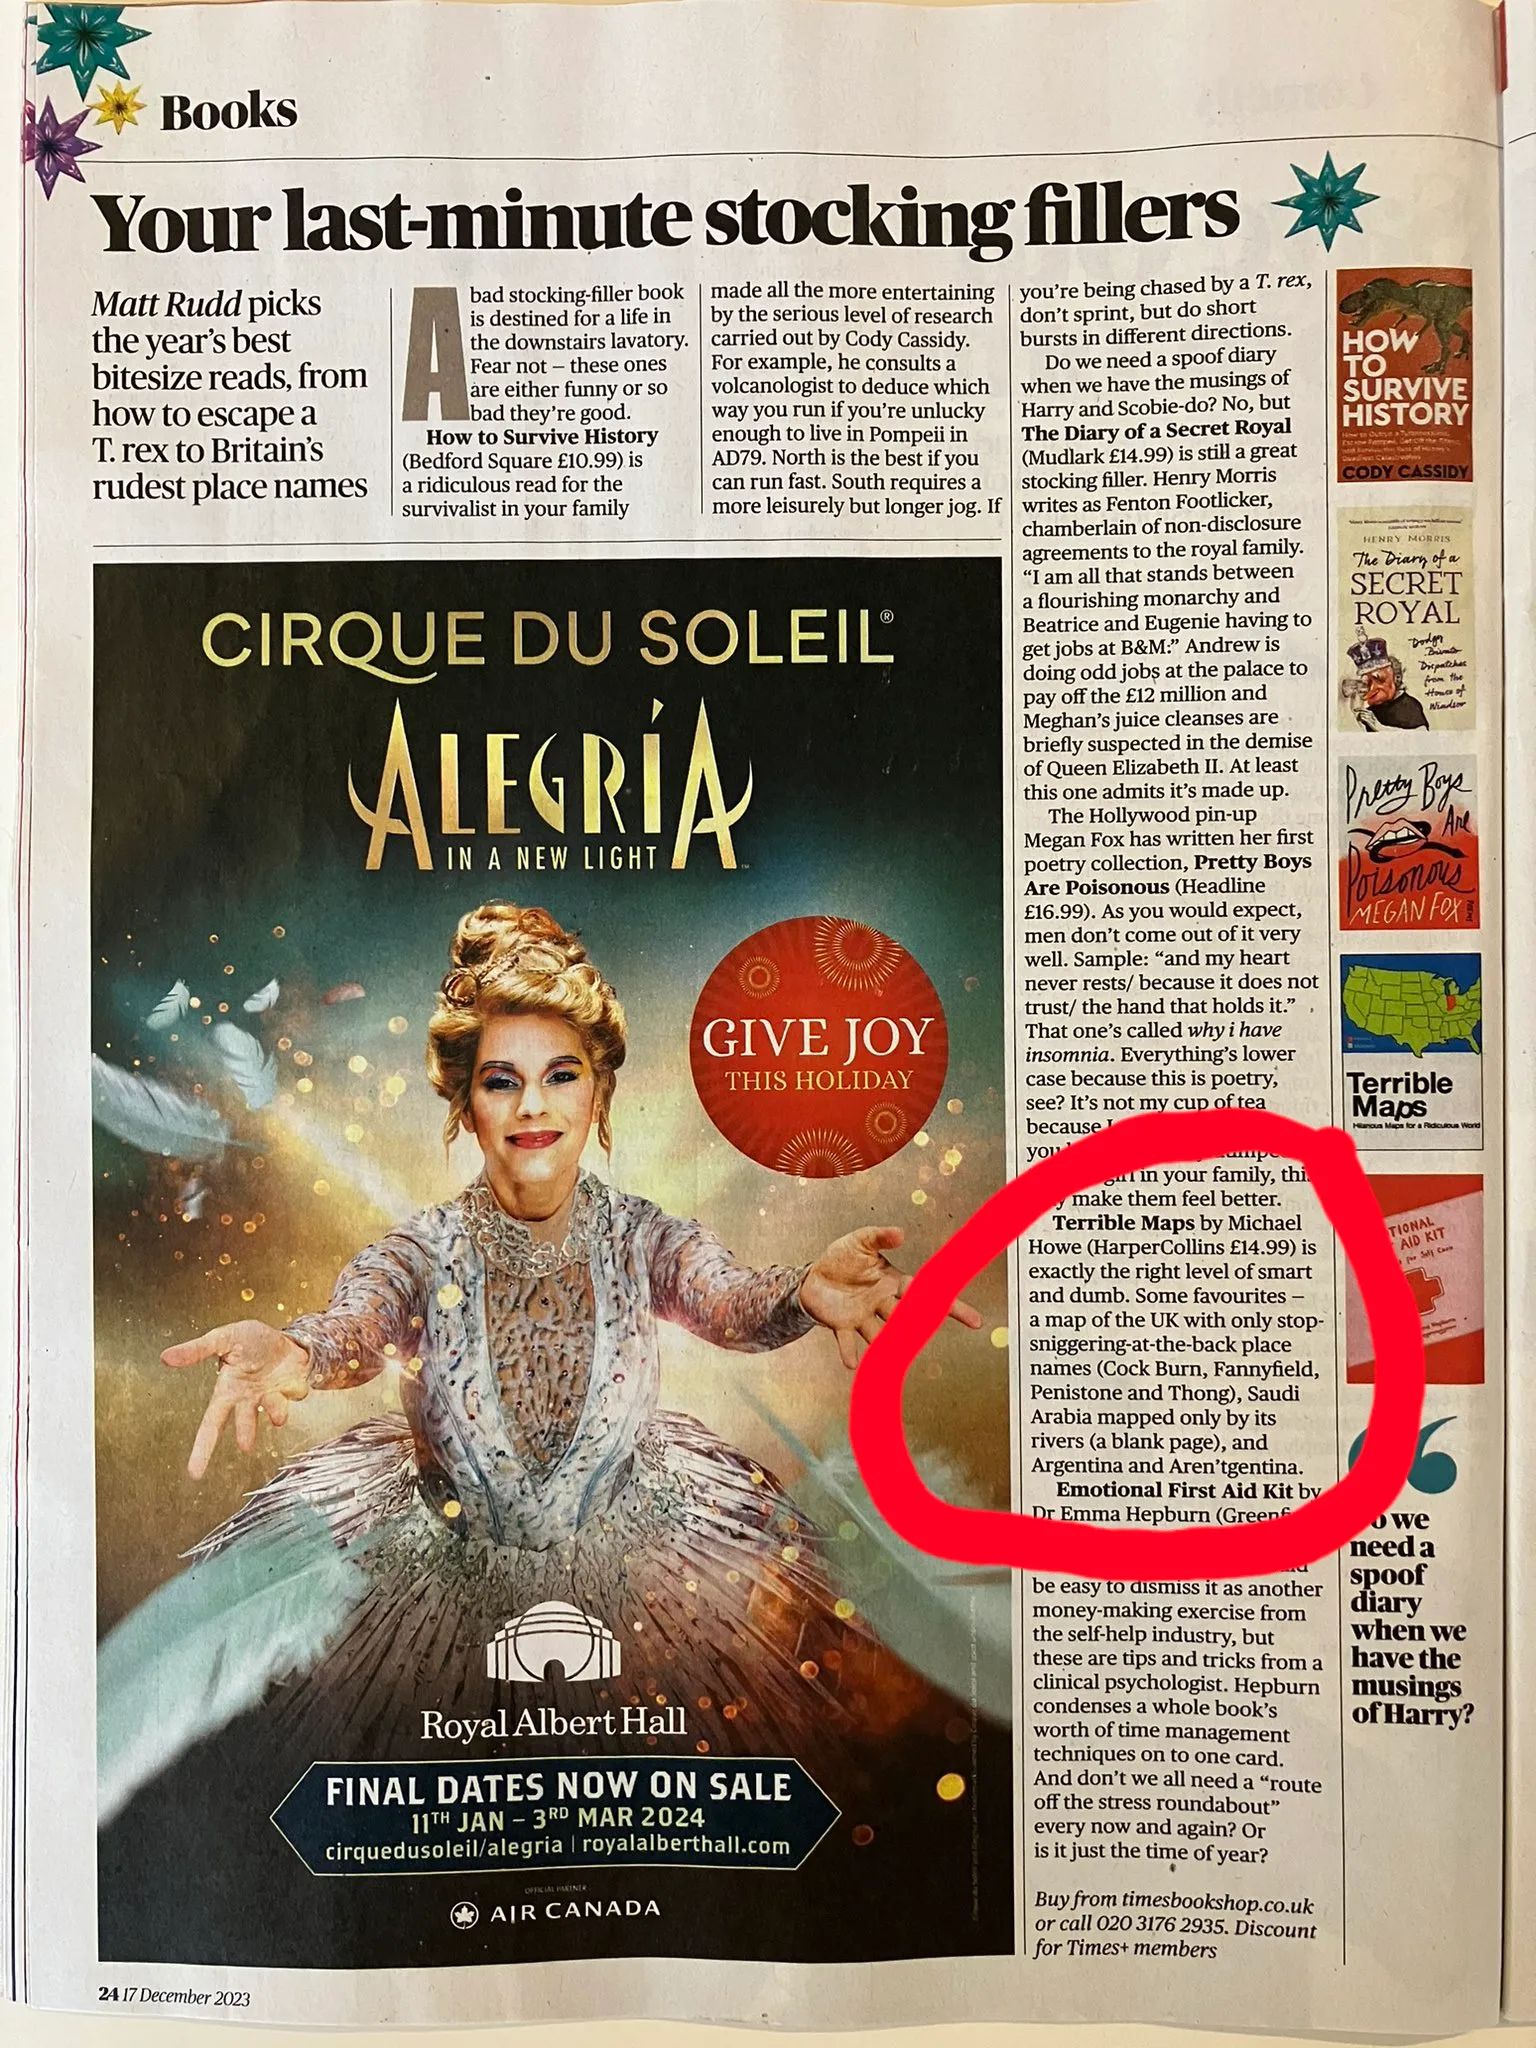 Books
Your last-minute stocking fillers
Matt Rudd picks
the year's best
bitesize reads, from
how to escape a
T. rex to Britain's
rudest place names
A bad stocking-filler book
is destined for a life in
the downstairs lavatory.
Fear not – these ones
are either funny or so
bad they're good.
How to Survive History
(Bedford Square £10.99) is
a ridiculous read for the
survivalist in your family
made all the more entertaining
by the serious level of research
carried out by Cody Cassidy.
For example, he consults a
volcanologist to deduce which
way you run if you're unlucky
enough to live in Pompeii in
AD79. North is the best if you
can run fast. South requires a
more leisurely but longer jog. If
you're being chased by a T. rex,
don't sprint, but do short
bursts in different directions.
Do we need a spoof diary
when we have the musings of
Harry and Scobie-do? No, but
The Diary of a Secret Royal
(Mudlark £14.99) is still a great
stocking filler. Henry Morris
writes as Fenton Footlicker,
chamberlain of non-disclosure
agreements to the royal family.
"I am all that stands between
a flourishing monarchy and
Beatrice and Eugenie having to
get jobs at B&M." Andrew is
doing odd jobs at the palace to
pay off the £12 million and
Meghan's juice cleanses are
briefly suspected in the demise
of Queen Elizabeth II. At least
this one admits it's made up.
The Hollywood pin-up
Megan Fox has written her first
poetry collection, Pretty Boys
Are Poisonous (Headline
£16.99). As you would expect,
men don't come out of it very
well. Sample: "and my heart
never rests/ because it does not
trust/ the hand that holds it."
That one's called why i have
insomnia. Everything's lower
case because this is poetry,
see? It's not my cup of tea
because
in your family,
make them feel better.
Terrible Maps by Michael
Howe (HarperCollins £14.99) is
exactly the right level of smart
and dumb. Some favourites –
a map of the UK with only stop-
sniggering-at-the-back place
names (Cock Burn, Fannyfield,
Penistone and Thong), Saudi
Arabia mapped only by its
rivers (a blank page), and
Argentina and Aren'tgentina.
Emotional First Aid Kit by
Dr Emma Hepburn
be easy to dismiss it as another
money-making exercise from
the self-help industry, but
these are tips and tricks from a
clinical psychologist. Hepburn
condenses a whole book's
worth of time management
techniques on to one card.
And don't we all need a "route
off the stress roundabout"
every now and again? Or
is it just the time of year?
Buy from timesbookshop.co.uk
or call 020 3176 2935. Discount
for Times+ members
HOW
TO
SURVIVE
HISTORY
CODY CASSIDY
HENRY MORRIS
The Diary of a
SECRET
ROYAL
Dodgy
Private
Dispatches
from the
House of
Windsor
Pretty Boys
Are
Poisonous
MEGAN FOX
Terrible
Maps
Hilarious Maps for a Ridiculous World
AID KIT
for Self Care
we
need a
spoof
diary
when we
have the
musings
of Harry?
CIRQUE DU SOLEIL®
ALEGRÍA
IN A NEW LIGHT
GIVE JOY
THIS HOLIDAY
Royal Albert Hall
FINAL DATES NOW ON SALE
11TH JAN – 3RD MAR 2024
cirquedusoleil/alegria | royalalberthall.com
OFFICIAL PARTNER
AIR CANADA
24 17 December 2023